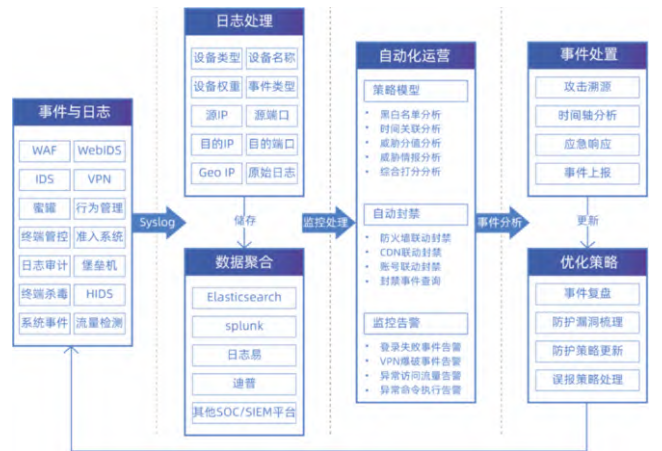 事件与日志
WAF WebIDS
IDS VPN
蜜罐 行为管理
终端管控 准入系统
日志审计 堡垒机
终端杀毒 HIDS
系统事件 流量检测
Syslog
日志处理
设备类型 设备名称
设备权重 事件类型
源IP 源端口
目的IP 目的端口
Geo IP 原始日志
储存
数据聚合
Elasticsearch
splunk
日志易
迪普
其他SOC/SIEM平台
监控处理
自动化运营
策略模型
• 黑白名单分析
• 时间关联分析
• 威胁分值分析
• 威胁情报分析
• 综合打分分析
自动封禁
• 防火墙联动封禁
• CDN联动封禁
• 账号联动封禁
• 封禁事件查询
监控告警
• 登录失败事件告警
• VPN爆破事件告警
• 异常访问流量告警
• 异常命令执行告警
事件分析
事件处置
攻击溯源
时间轴分析
应急响应
事件上报
更新
优化策略
事件复盘
防护漏洞梳理
防护策略更新
误报策略处理